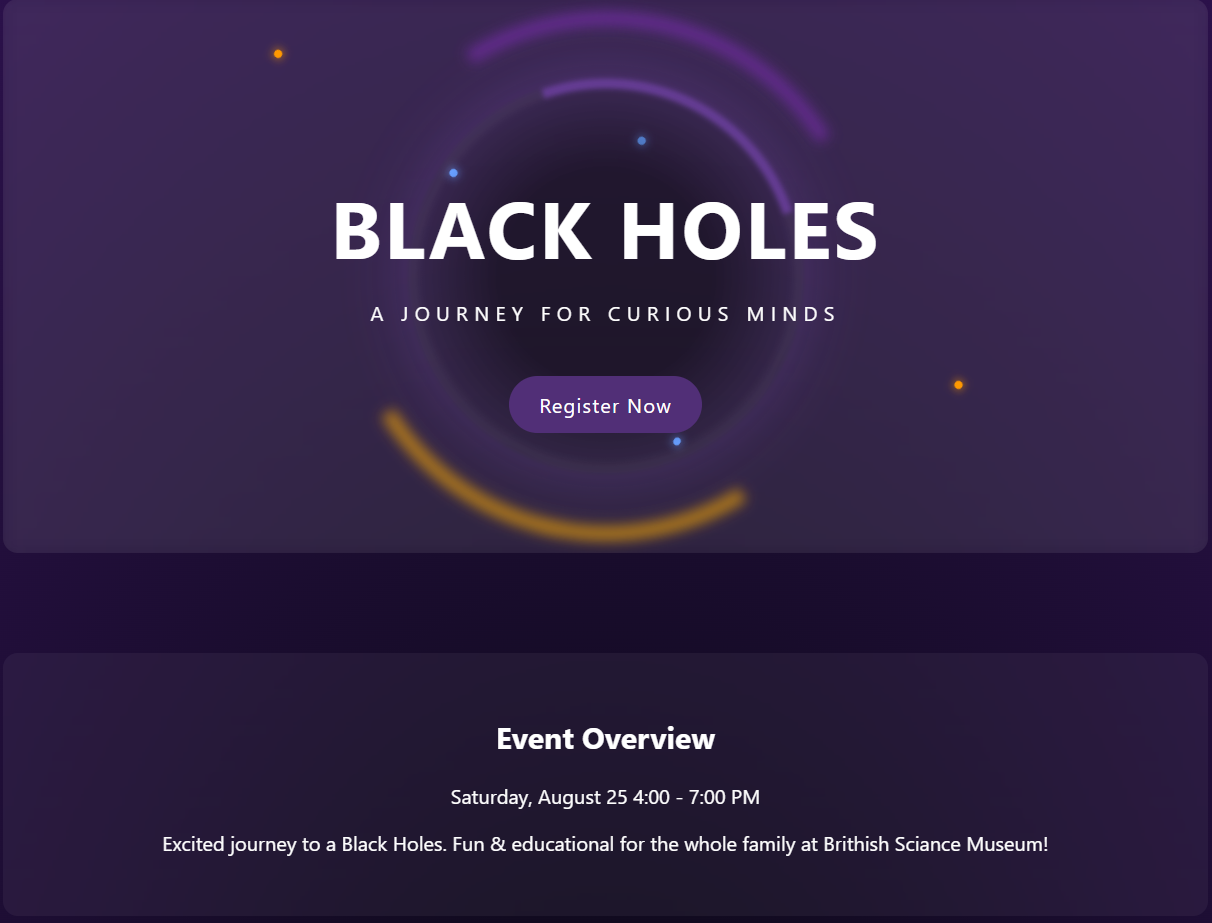 BLACK HOLES
A JOURNEY FOR CURIOUS MINDS
Register Now
Event Overview
Saturday, August 25 4:00 - 7:00 PM
Excited journey to a Black Holes. Fun & educational for the whole family at Brithish Sciance Museum!